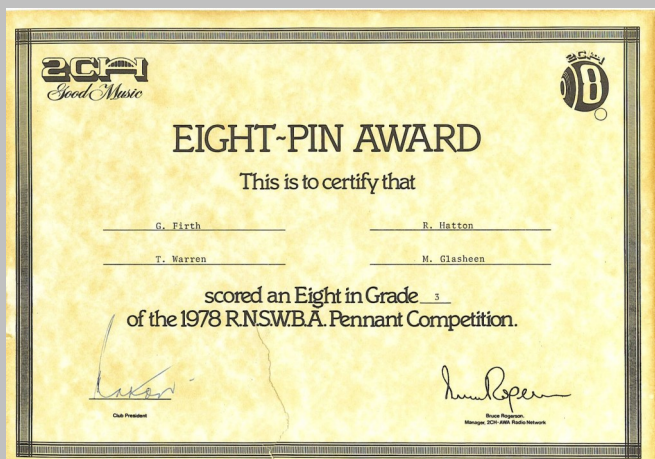 2CH
Good Music
2CH
8
EIGHT~PIN AWARD
This is to certify that
G. Firth R. Hatton
T. Warren M. Glasheen
scored an Eight in Grade 3
of the 1978 R.N.S.W.B.A. Pennant Competition.
Club President
Bruce Rogerson.
Manager, 2CH-AWA Radio Network